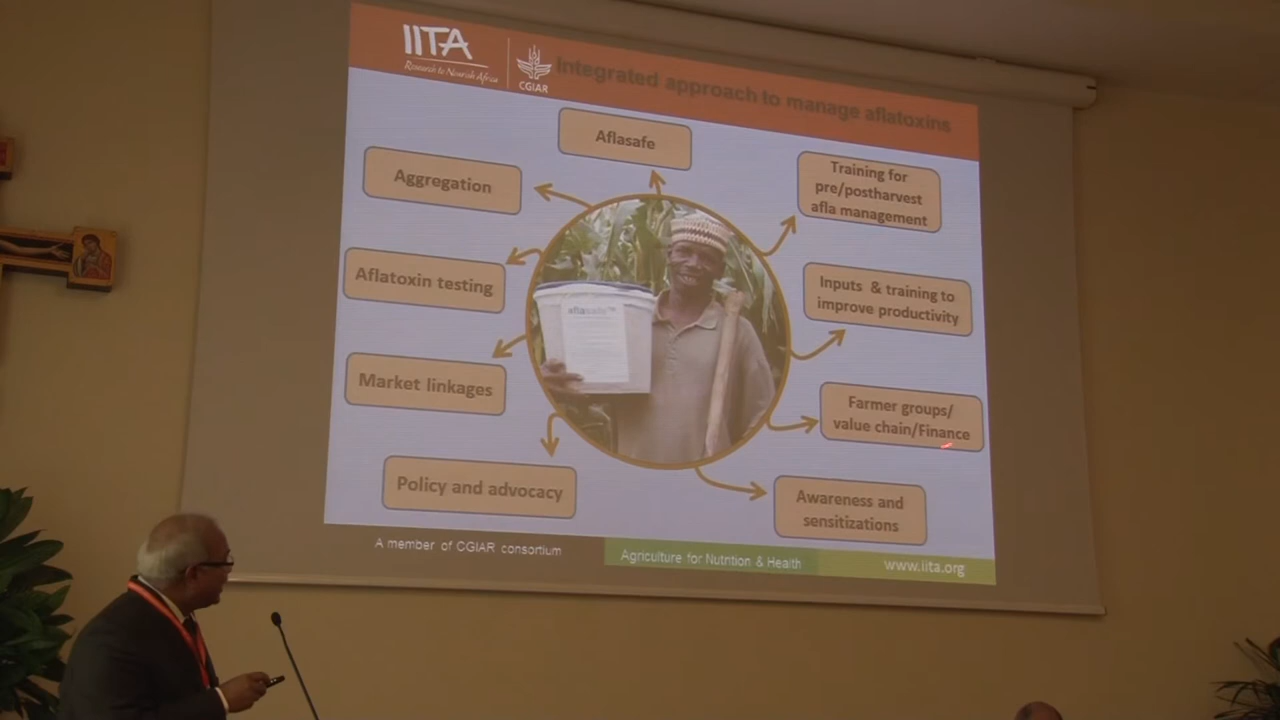 IITA
Research to Nourish Africa
CGIAR
Integrated approach to manage aflatoxins
Aflasafe
Aggregation
Training for
pre/postharvest
afla management
Aflatoxin testing
Inputs & training to
improve productivity
aflasafe™
Market linkages
Farmer groups/
value chain/Finance
Policy and advocacy
Awareness and
sensitizations
A member of CGIAR consortium
Agriculture for Nutrition & Health
www.iita.org